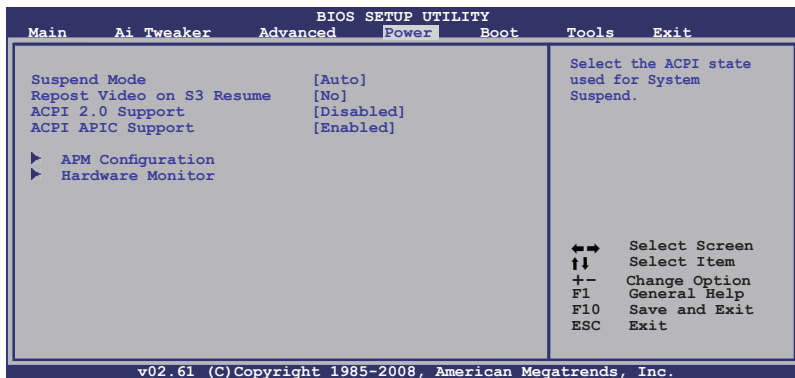 BIOS SETUP UTILITY
Main Ai Tweaker Advanced Power Boot Tools Exit
Suspend Mode [Auto]
Repost Video on S3 Resume [No]
ACPI 2.0 Support [Disabled]
ACPI APIC Support [Enabled]
APM Configuration
Hardware Monitor
Select the ACPI state
used for System
Suspend.
Select Screen
Select Item
+- Change Option
F1 General Help
F10 Save and Exit
ESC Exit
v02.61 (C)Copyright 1985-2008, American Megatrends, Inc.